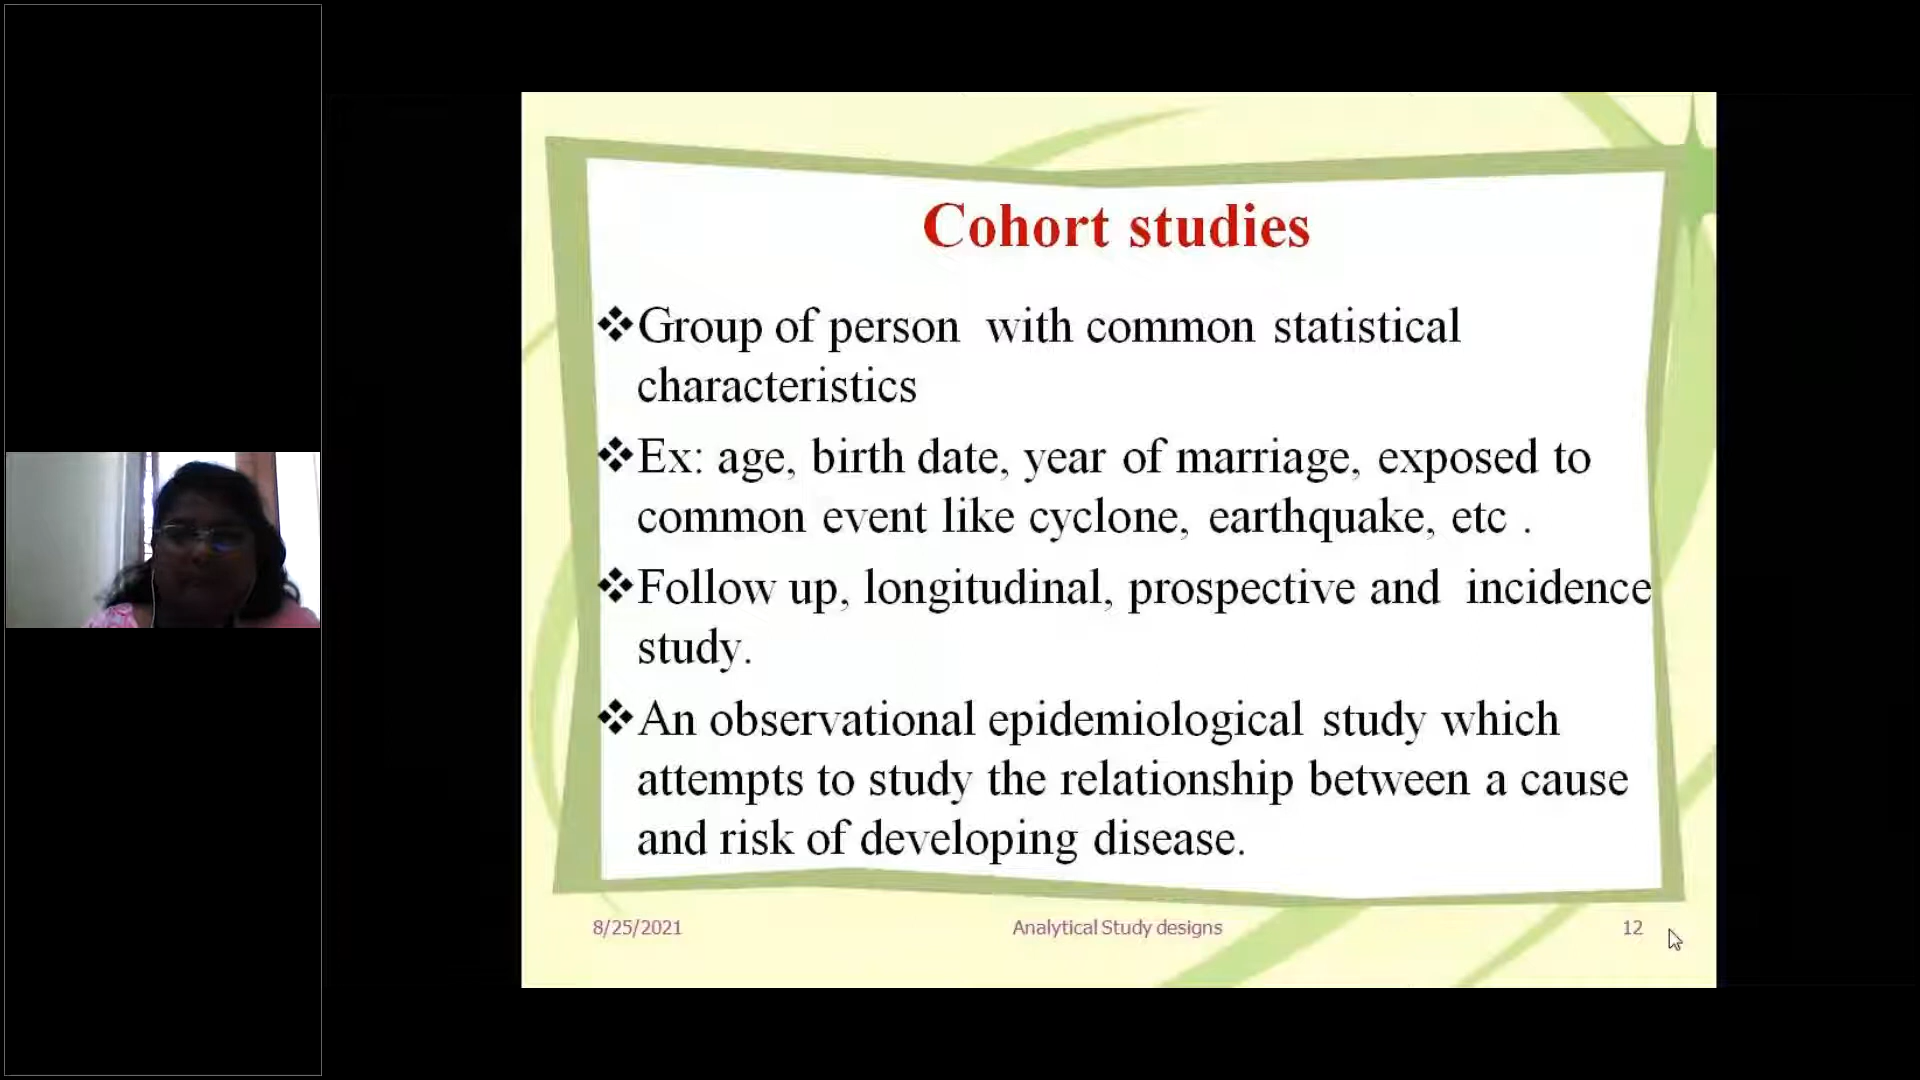 Cohort studies
❖Group of person with common statistical
characteristics
❖Ex: age, birth date, year of marriage, exposed to
common event like cyclone, earthquake, etc .
❖Follow up, longitudinal, prospective and incidence
study.
❖An observational epidemiological study which
attempts to study the relationship between a cause
and risk of developing disease.
8/25/2021 Analytical Study designs 12